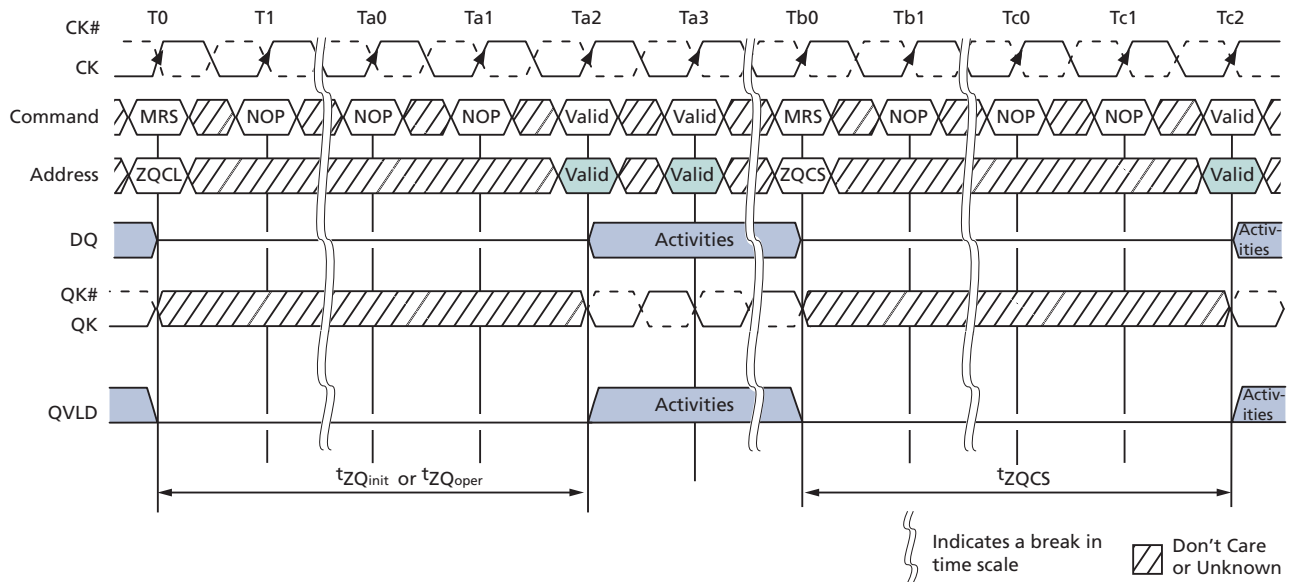 T0 T1 Ta0 Ta1 Ta2 Ta3 Tb0 Tb1 Tc0 Tc1 Tc2
CK#
CK
Command MRS NOP NOP NOP Valid Valid MRS NOP NOP NOP Valid
Address ZQCL Valid Valid ZQCS Valid
DQ Activities Activ-
ities
QK#
QK
QVLD Activities Activ-
ities
tZQinit or tZQoper tZQCS
Indicates a break in
time scale
Don't Care
or Unknown